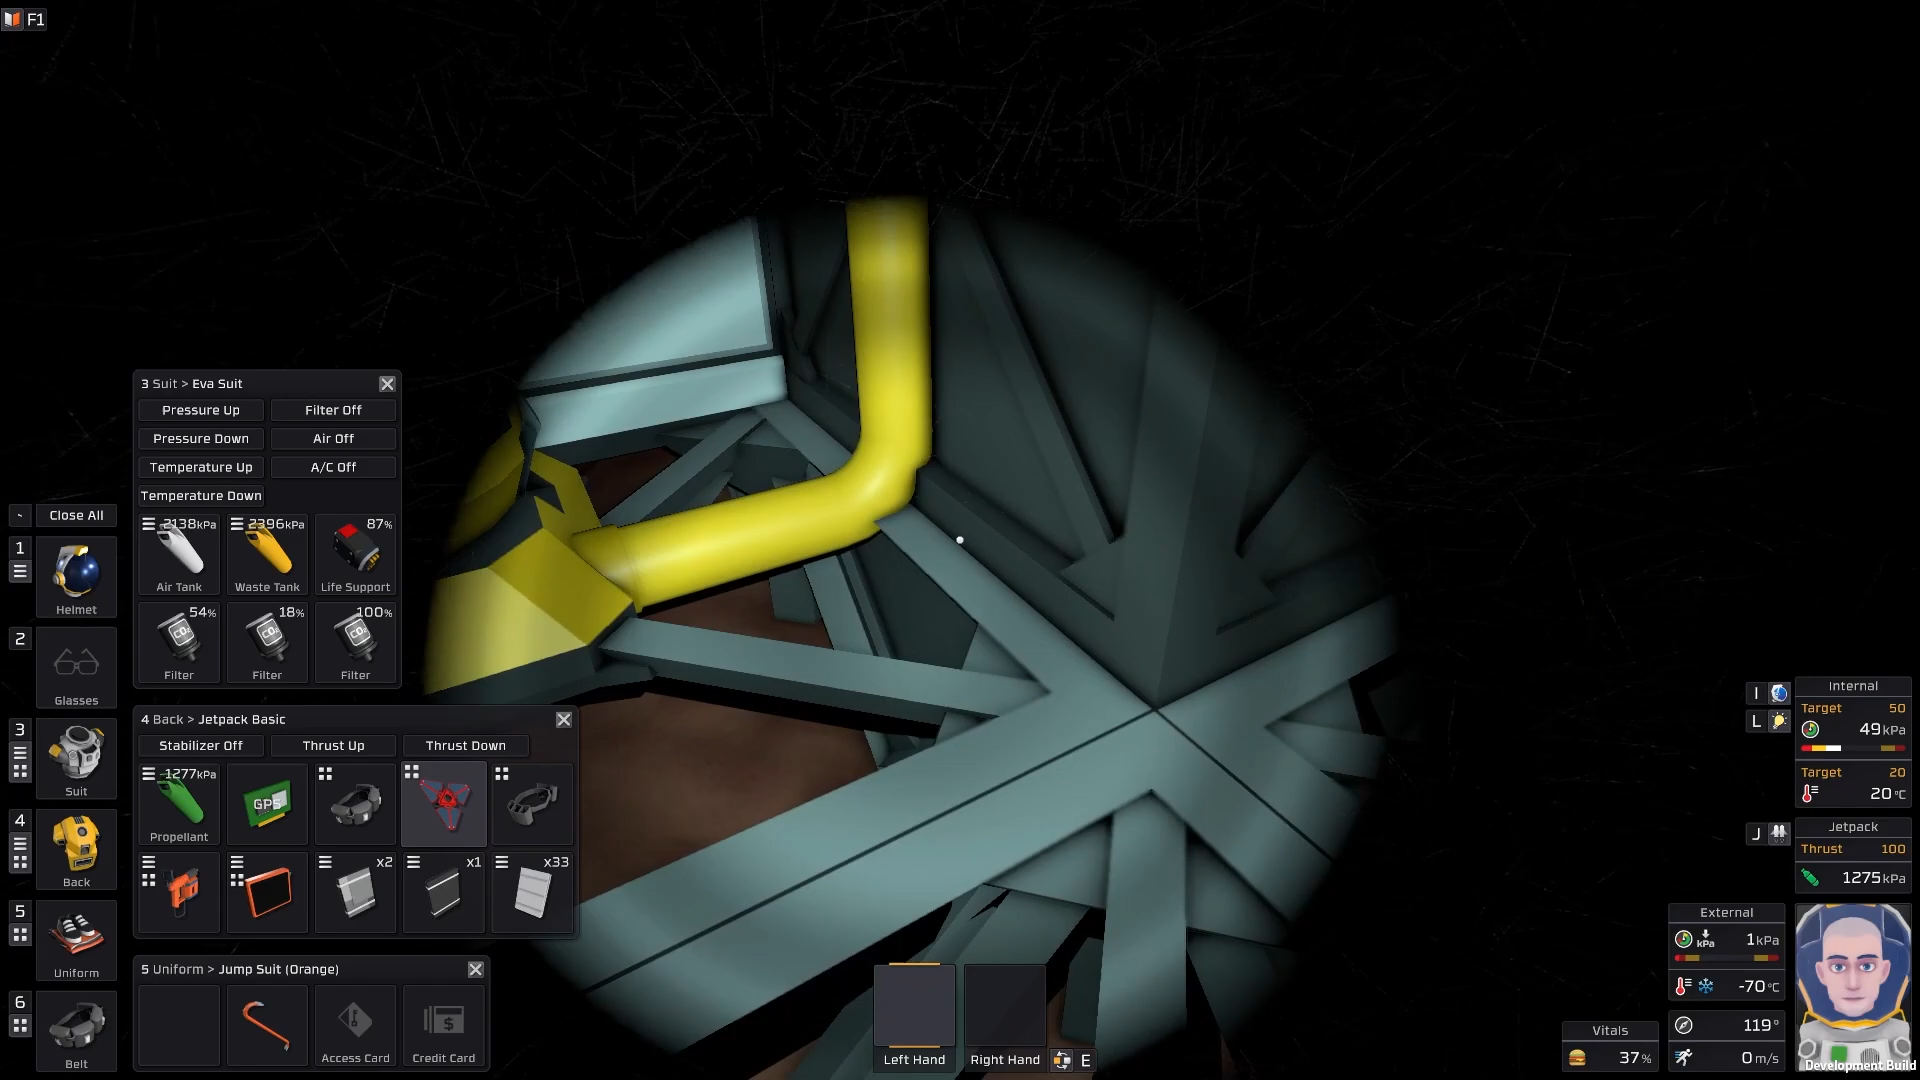 F1
3 Suit > Eva Suit
Pressure Up
Filter Off
Pressure Down
Air Off
Temperature Up
A/C Off
Temperature Down
2138kPa
Air Tank
2396kPa
Waste Tank
87%
Life Support
54%
CO₂
Filter
18%
CO₂
Filter
100%
CO₂
Filter
4 Back > Jetpack Basic
Stabilizer Off
Thrust Up
Thrust Down
1277kPa
Propellant
GPS
x2
x1
x33
5 Uniform > Jump Suit (Orange)
Access Card
$
Credit Card
~
Close All
1
Helmet
2
Glasses
3
Suit
4
Back
5
Uniform
6
Belt
Left Hand
Right Hand
E
I
L
Internal
Target 50
49kPa
Target 20
20°C
J
Jetpack
Thrust 100
1275kPa
External
kPa
1kPa
-70°C
119°
0m/s
Vitals
37%
Development Build